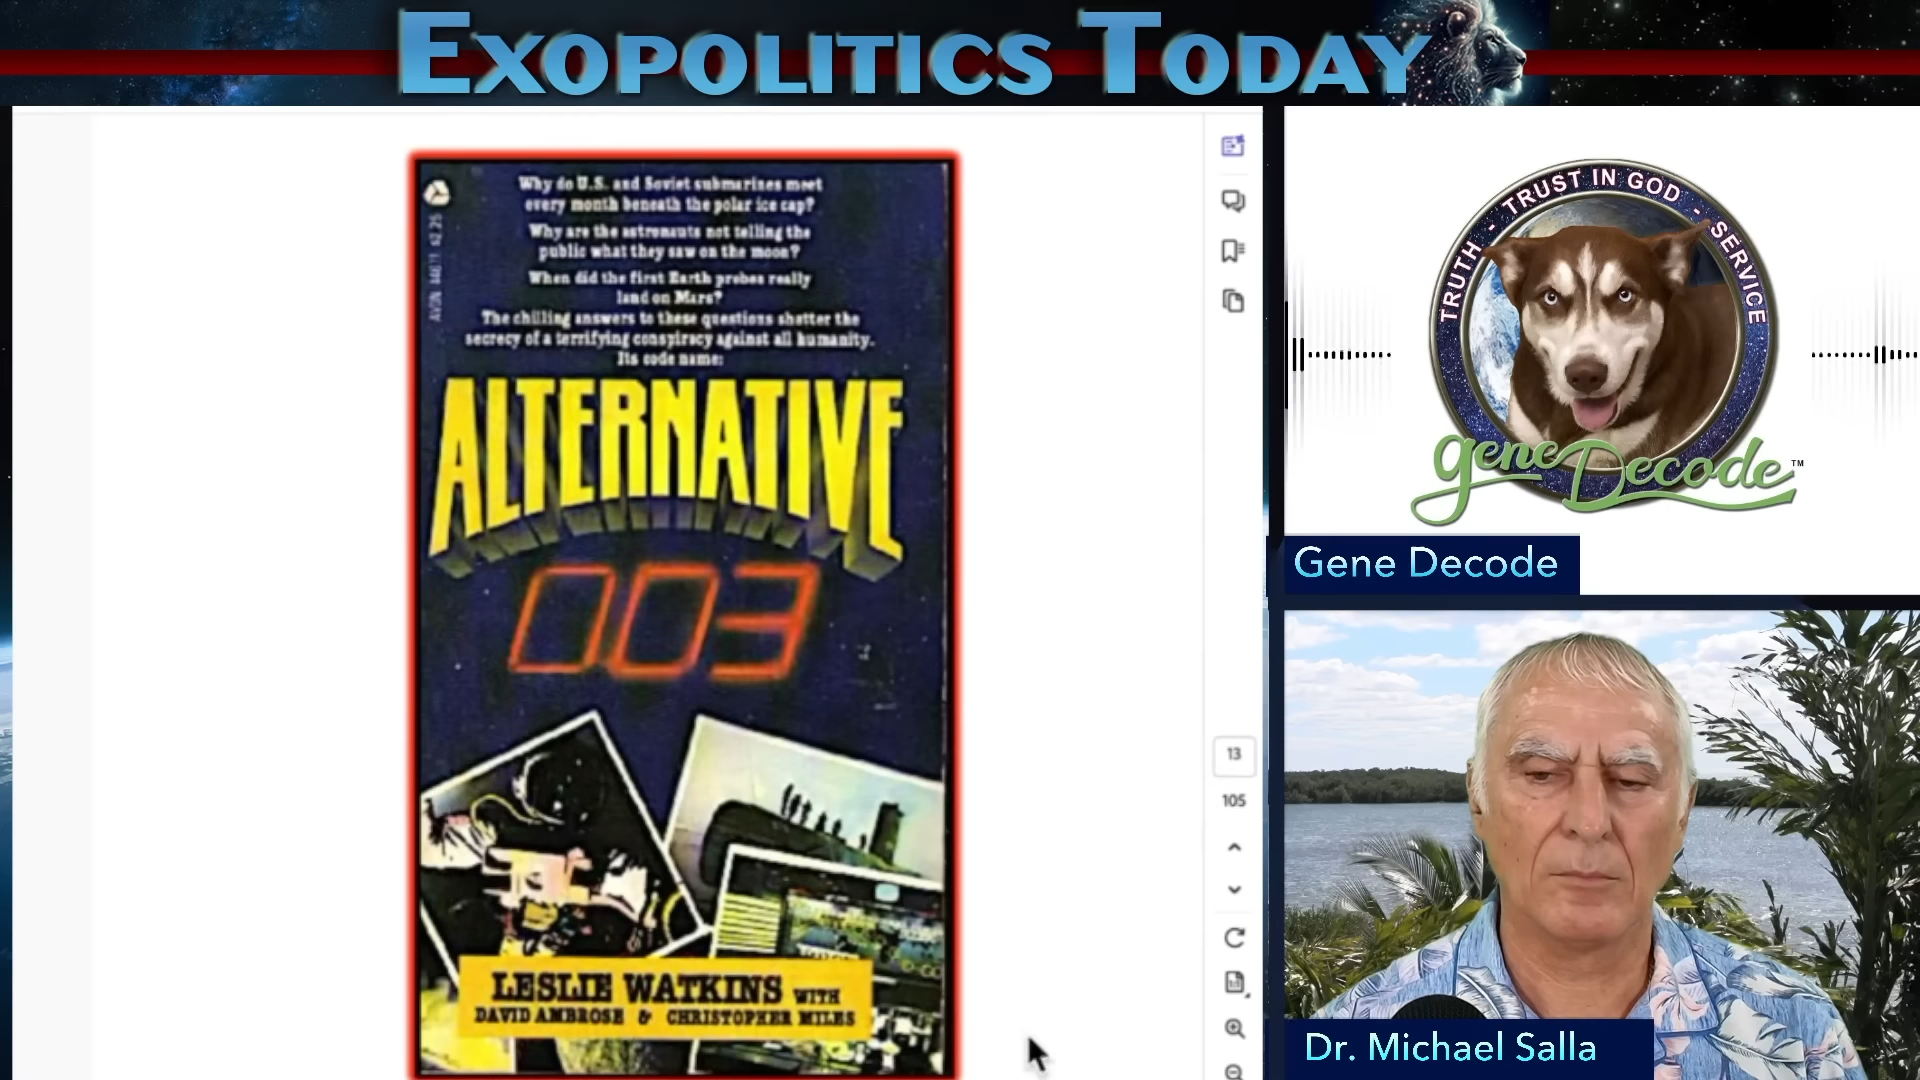 EXOPOLITICS TODAY
Why do U.S. and Soviet submarines meet
every month beneath the polar ice cap?
Why are the astronauts not telling the
public what they saw on the moon?
When did the first Earth probes really
land on Mars?
The chilling answers to these questions shatter the
secrecy of a terrifying conspiracy against all humanity.
Its code name:
ALTERNATIVE
003
LESLIE WATKINS WITH
DAVID AMBROSE & CHRISTOPHER MILES
13
105
TRUTH - TRUST IN GOD - SERVICE
gene Decode TM
Gene Decode
Dr. Michael Salla